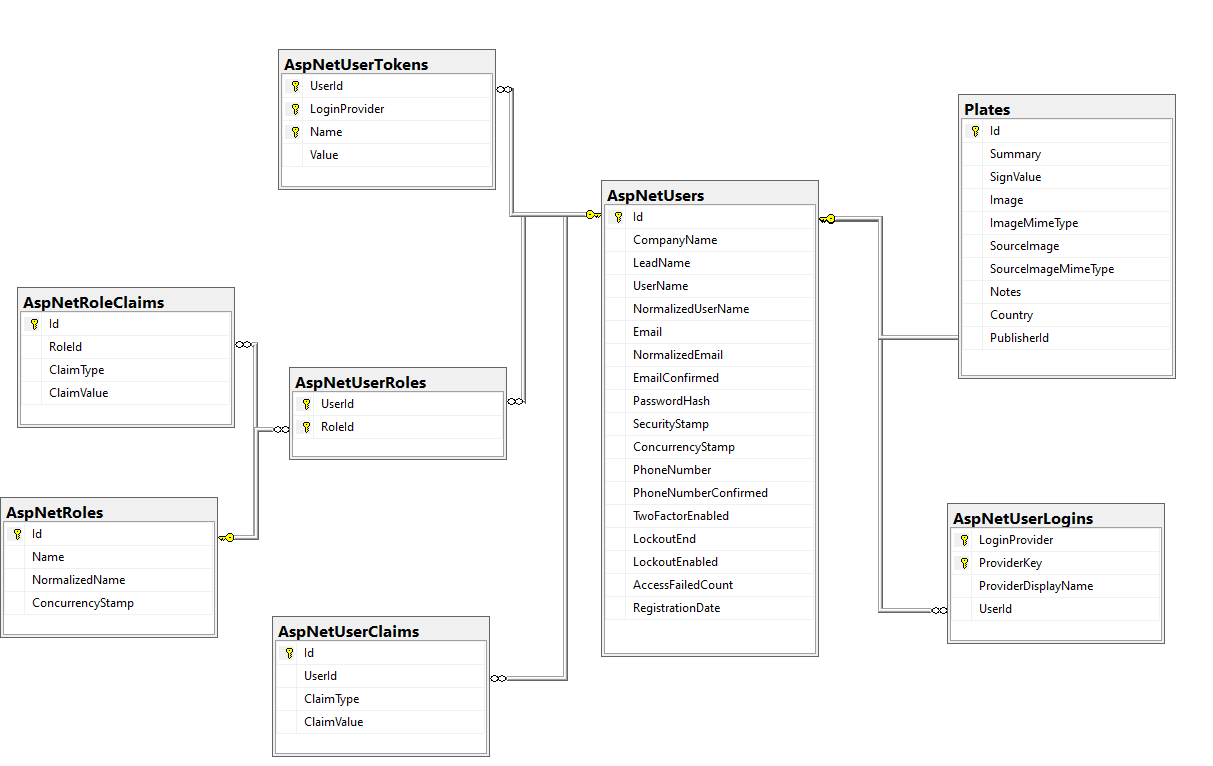 AspNetUserTokens
UserId
LoginProvider
Name
Value
AspNetRoleClaims
Id
RoleId
ClaimType
ClaimValue
AspNetUserRoles
UserId
RoleId
AspNetRoles
Id
Name
NormalizedName
ConcurrencyStamp
AspNetUserClaims
Id
UserId
ClaimType
ClaimValue
AspNetUsers
Id
CompanyName
LeadName
UserName
NormalizedUserName
Email
NormalizedEmail
EmailConfirmed
PasswordHash
SecurityStamp
ConcurrencyStamp
PhoneNumber
PhoneNumberConfirmed
TwoFactorEnabled
LockoutEnd
LockoutEnabled
AccessFailedCount
RegistrationDate
Plates
Id
Summary
SignValue
Image
ImageMimeType
SourceImage
SourceImageMimeType
Notes
Country
PublisherId
AspNetUserLogins
LoginProvider
ProviderKey
ProviderDisplayName
UserId